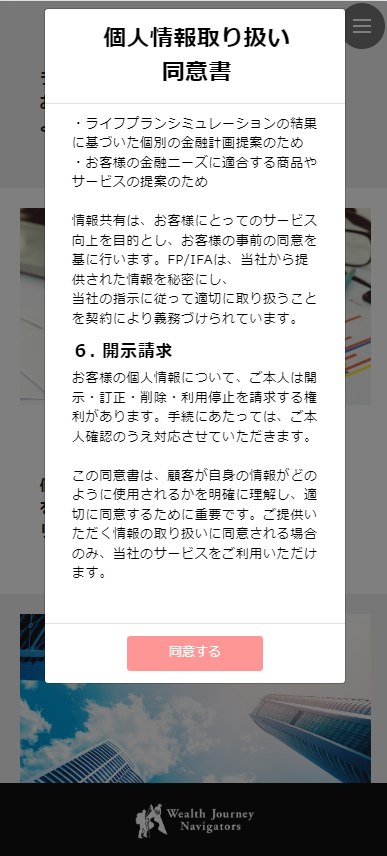 個人情報取り扱い
同意書
・ライフプランシミュレーションの結果
に基づいた個別の金融計画提案のため
・お客様の金融ニーズに適合する商品や
サービスの提案のため
情報共有は、お客様にとってのサービス
向上を目的とし、お客様の事前の同意を
基に行います。FP/IFAは、当社から提
供された情報を秘密にし、
当社の指示に従って適切に取り扱うこと
を契約により義務づけられています。
６. 開示請求
お客様の個人情報について、ご本人は開
示・訂正・削除・利用停止を請求する権
利があります。手続にあたっては、ご本
人確認のうえ対応させていただきます。
この同意書は、顧客が自身の情報がどの
ように使用されるかを明確に理解し、適
切に同意するために重要です。ご提供い
ただく情報の取り扱いに同意される場合
のみ、当社のサービスをご利用いただけ
ます。
同意する
Wealth Journey
Navigators